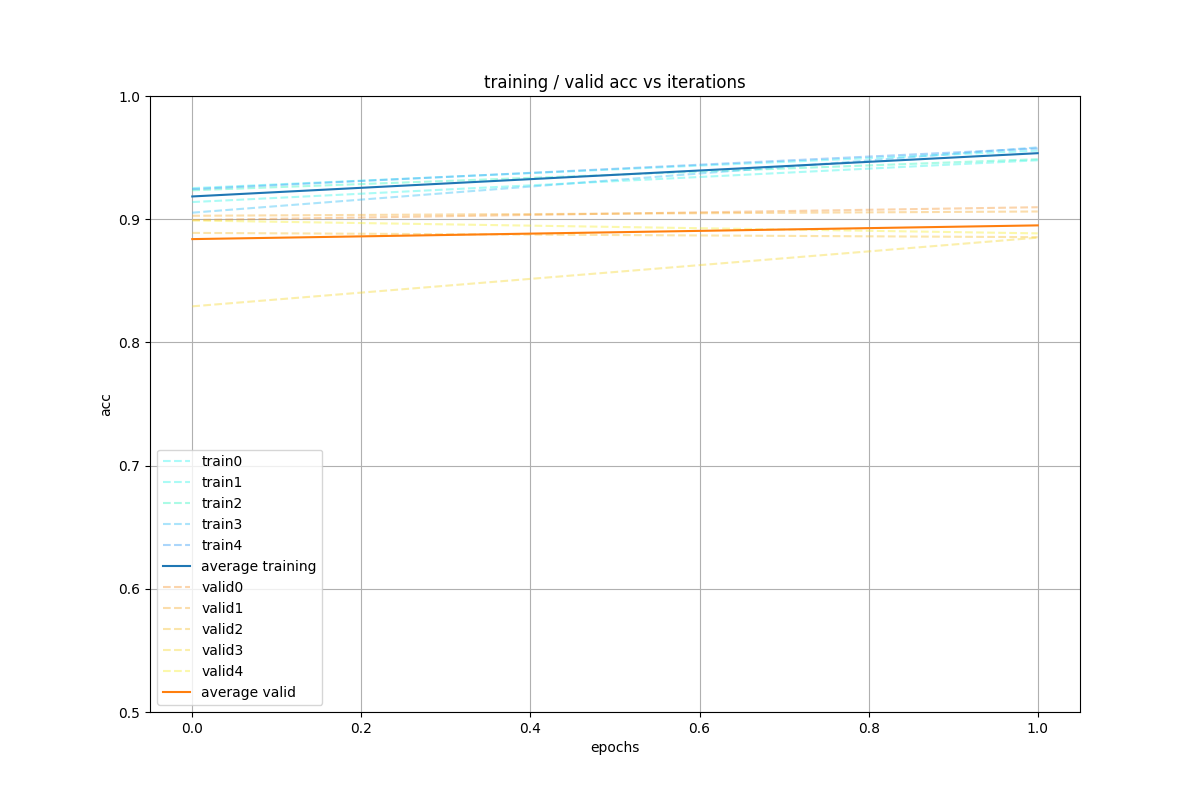 training / valid acc vs iterations
1.0
0.9
0.8
0.7
0.6
0.5
acc
train0
train1
train2
train3
train4
average training
valid0
valid1
valid2
valid3
valid4
average valid
0.0 0.2 0.4 0.6 0.8 1.0
epochs